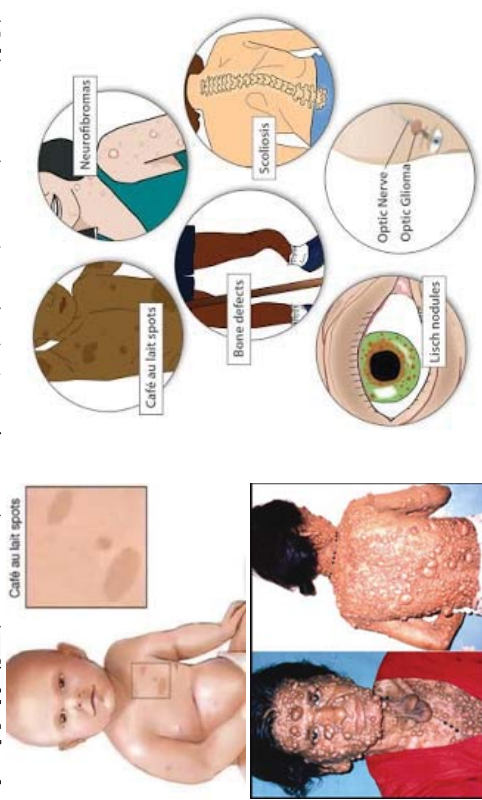 Café au lait spots
Neurofibromas
Scoliosis
Café au lait spots
Bone defects
Optic Nerve
Optic Glioma
Lisch nodules